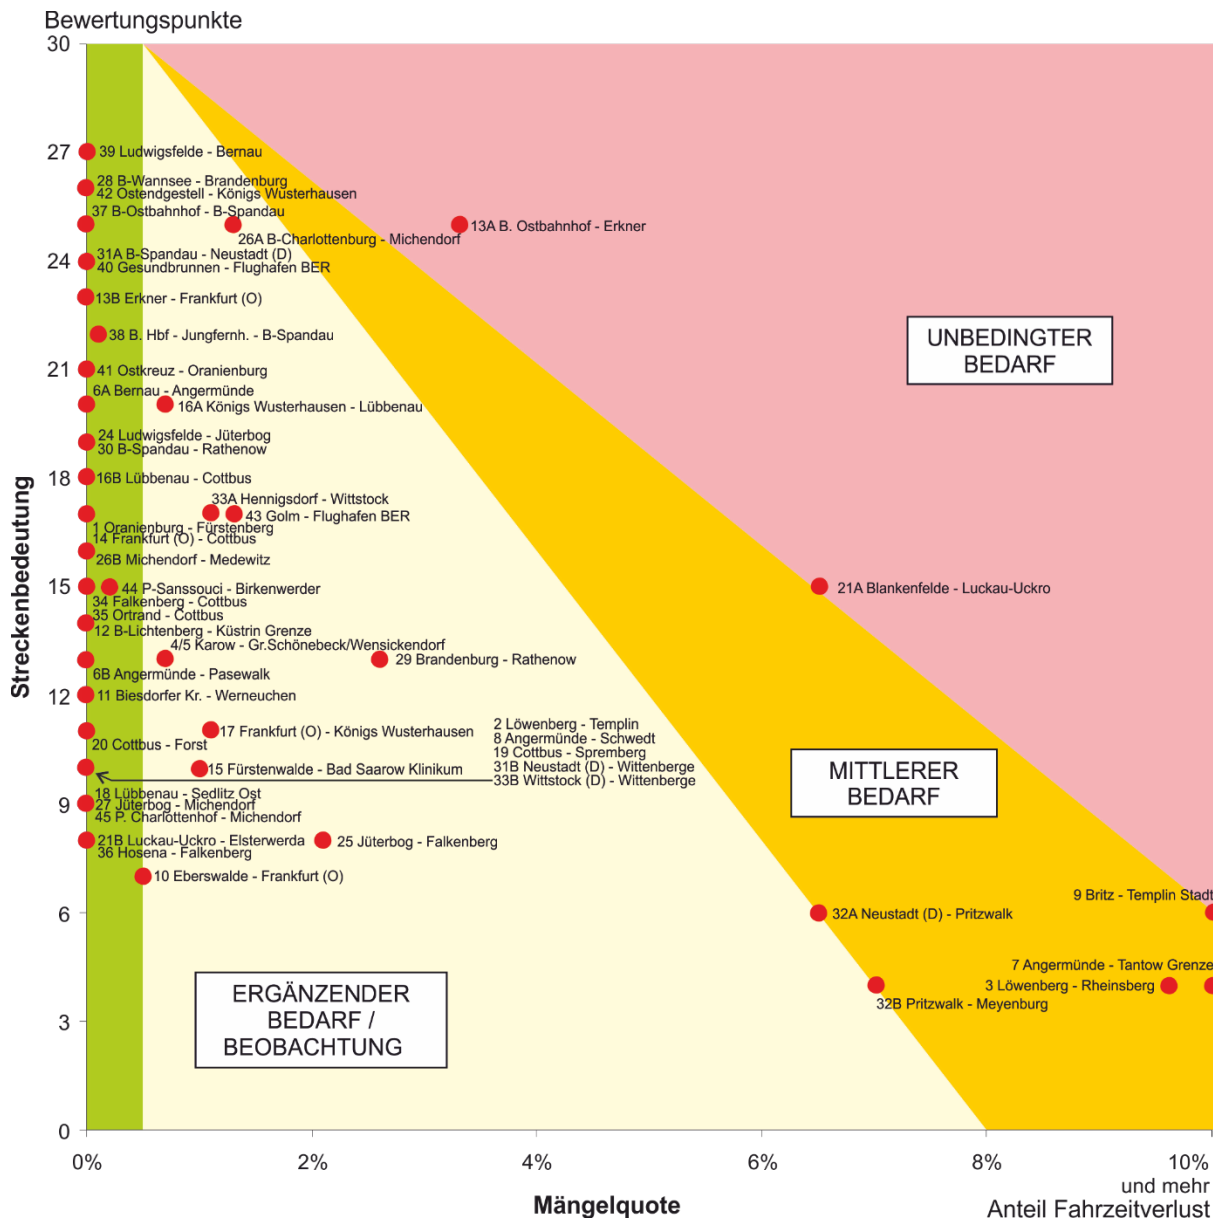 Bewertungspunkte
30
27
39 Ludwigsfelde - Bernau
28 B-Wannsee - Brandenburg
42 Ostendgestell - Königs Wusterhausen
37 B-Ostbahnhof - B-Spandau
26A B-Charlottenburg - Michendorf
13A B. Ostbahnhof - Erkner
24
31A B-Spandau - Neustadt (D)
40 Gesundbrunnen - Flughafen BER
13B Erkner - Frankfurt (O)
38 B. Hbf - Jungfernh. - B-Spandau
UNBEDINGTER
BEDARF
21
41 Ostkreuz - Oranienburg
6A Bernau - Angermünde
16A Königs Wusterhausen - Lübbenau
24 Ludwigsfelde - Jüterbog
30 B-Spandau - Rathenow
18
16B Lübbenau - Cottbus
33A Hennigsdorf - Wittstock
43 Golm - Flughafen BER
1 Oranienburg - Fürstenberg
14 Frankfurt (O) - Cottbus
26B Michendorf - Medewitz
15
44 P-Sanssouci - Birkenwerder
21A Blankenfelde - Luckau-Uckro
34 Falkenberg - Cottbus
35 Ortrand - Cottbus
12 B-Lichtenberg - Küstrin Grenze
4/5 Karow - Gr.Schönebeck/Wensickendorf
29 Brandenburg - Rathenow
6B Angermünde - Pasewalk
12
11 Biesdorfer Kr. - Werneuchen
17 Frankfurt (O) - Königs Wusterhausen
20 Cottbus - Forst
2 Löwenberg - Templin
8 Angermünde - Schwedt
19 Cottbus - Spremberg
31B Neustadt (D) - Wittenberge
33B Wittstock (D) - Wittenberge
15 Fürstenwalde - Bad Saarow Klinikum
MITTLERER
BEDARF
9
18 Lübbenau - Sedlitz Ost
27 Jüterbog - Michendorf
45 P. Charlottenhof - Michendorf
21B Luckau-Uckro - Elsterwerda
25 Jüterbog - Falkenberg
36 Hosena - Falkenberg
10 Eberswalde - Frankfurt (O)
9 Britz - Templin Stadt
6
32A Neustadt (D) - Pritzwalk
7 Angermünde - Tantow Grenze
3 Löwenberg - Rheinsberg
32B Pritzwalk - Meyenburg
ERGÄNZENDER
BEDARF /
BEOBACHTUNG
3
0
Streckenbedeutung
0%
2%
4%
6%
8%
10%
und mehr
Mängelquote
Anteil Fahrzeitverlust